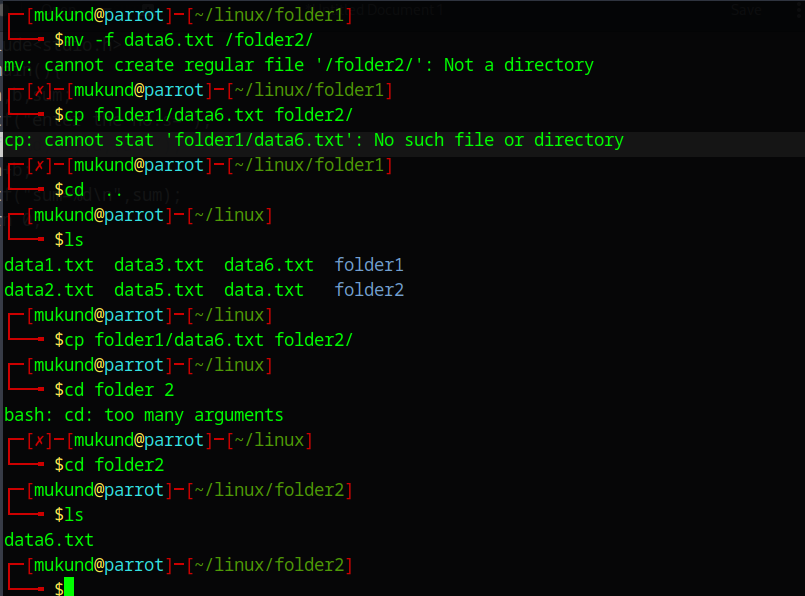 ┌─[mukund@parrot]─[~/linux/folder1]
└──╼ $mv -f data6.txt /folder2/
mv: cannot create regular file '/folder2/': Not a directory
┌─[✗]─[mukund@parrot]─[~/linux/folder1]
└──╼ $cp folder1/data6.txt folder2/
cp: cannot stat 'folder1/data6.txt': No such file or directory
┌─[✗]─[mukund@parrot]─[~/linux/folder1]
└──╼ $cd  ..
┌─[mukund@parrot]─[~/linux]
└──╼ $ls
data1.txt  data3.txt  data6.txt  folder1
data2.txt  data5.txt  data.txt   folder2
┌─[mukund@parrot]─[~/linux]
└──╼ $cp folder1/data6.txt folder2/
┌─[mukund@parrot]─[~/linux]
└──╼ $cd folder 2
bash: cd: too many arguments
┌─[✗]─[mukund@parrot]─[~/linux]
└──╼ $cd folder2
┌─[mukund@parrot]─[~/linux/folder2]
└──╼ $ls
data6.txt
┌─[mukund@parrot]─[~/linux/folder2]
└──╼ $